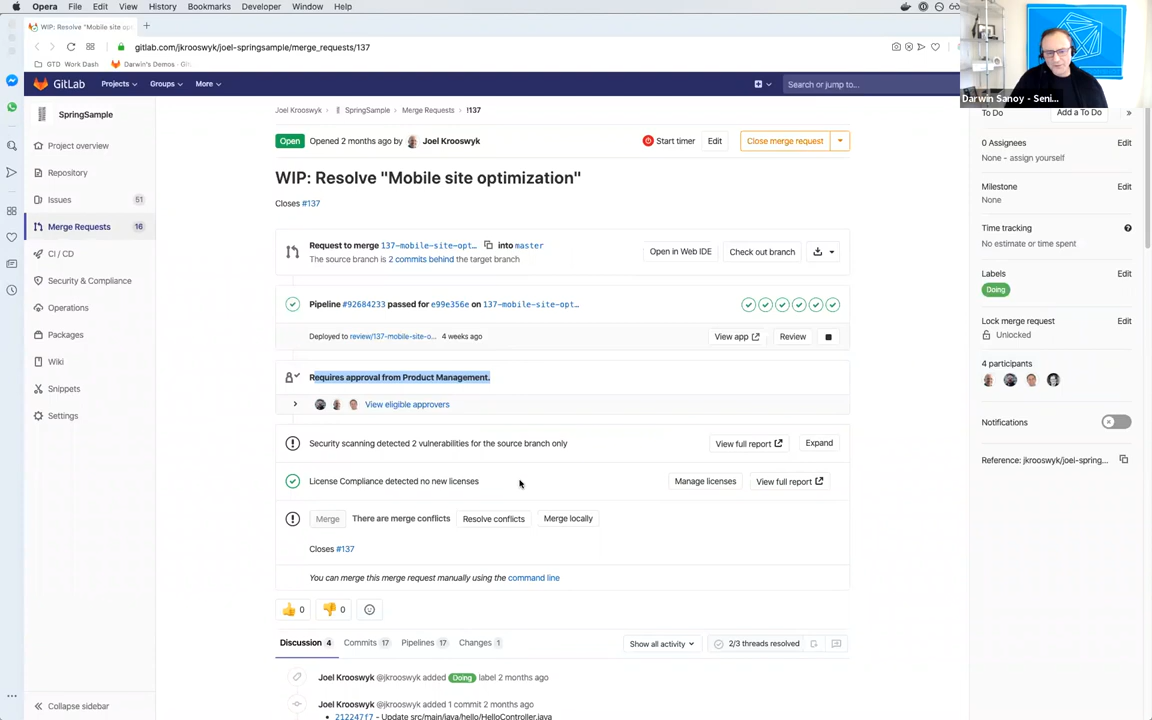 Opera File Edit View History Bookmarks Developer Window Help
WIP: Resolve "Mobile site opt
gitlab.com/jkrooswyk/joel-springsample/merge_requests/137
GTD Work Dash Darwin's Demos - Git
GitLab Projects Groups More Search or jump to...
Darwin Sanoy - Seni...
SpringSample
Project overview
Repository
Issues 51
Merge Requests 16
CI / CD
Security & Compliance
Operations
Packages
Wiki
Snippets
Settings
Collapse sidebar
Joel Krooswyk SpringSample Merge Requests !137
Open Opened 2 months ago by Joel Krooswyk Start timer Edit Close merge request
WIP: Resolve "Mobile site optimization"
Closes #137
Request to merge 137-mobile-site-opt… into master Open in Web IDE Check out branch
The source branch is 2 commits behind the target branch
Pipeline #92684233 passed for e99e356e on 137-mobile-site-opt…
Deployed to review/137-mobile-site-o… 4 weeks ago View app Review
Requires approval from Product Management.
View eligible approvers
Security scanning detected 2 vulnerabilities for the source branch only View full report Expand
License Compliance detected no new licenses Manage licenses View full report
Merge There are merge conflicts Resolve conflicts Merge locally
Closes #137
You can merge this merge request manually using the command line
👍 0 👎 0
Discussion 4 Commits 17 Pipelines 17 Changes 1 Show all activity 2/3 threads resolved
Joel Krooswyk @jkrooswyk added Doing label 2 months ago
Joel Krooswyk @jkrooswyk added 1 commit 2 months ago
• 212247f7 - Update src/main/java/hello/HelloController.java
To Do Add a To Do »
0 Assignees Edit
None - assign yourself
Milestone Edit
None
Time tracking
No estimate or time spent
Labels Edit
Doing
Lock merge request Edit
Unlocked
4 participants
Notifications
Reference: jkrooswyk/joel-spring...